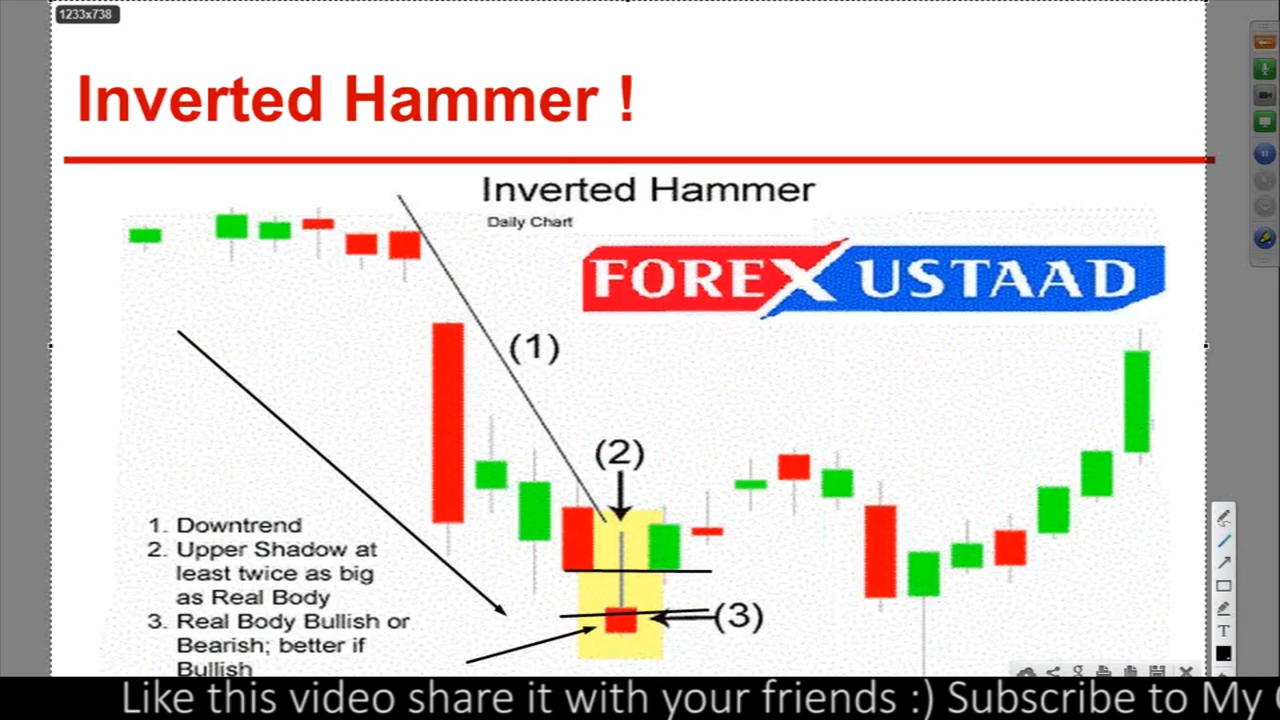 1233x738
Inverted Hammer !
Inverted Hammer
Daily Chart
FOREX USTAAD
(1)
(2)
1. Downtrend
2. Upper Shadow at
least twice as big
as Real Body
3. Real Body Bullish or
Bearish; better if
Bullish
(3)
T
Like this video share it with your friends :) Subscribe to My